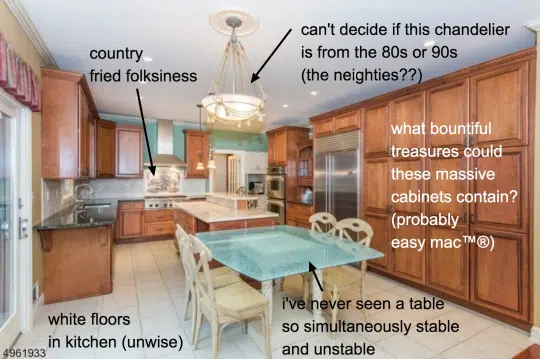 can't decide if this chandelier
is from the 80s or 90s
(the neighties??)
country
fried folksiness
what bountiful
treasures could
these massive
cabinets contain?
(probably
easy mac™®)
i've never seen a table
so simultaneously stable
and unstable
white floors
in kitchen (unwise)
4961933